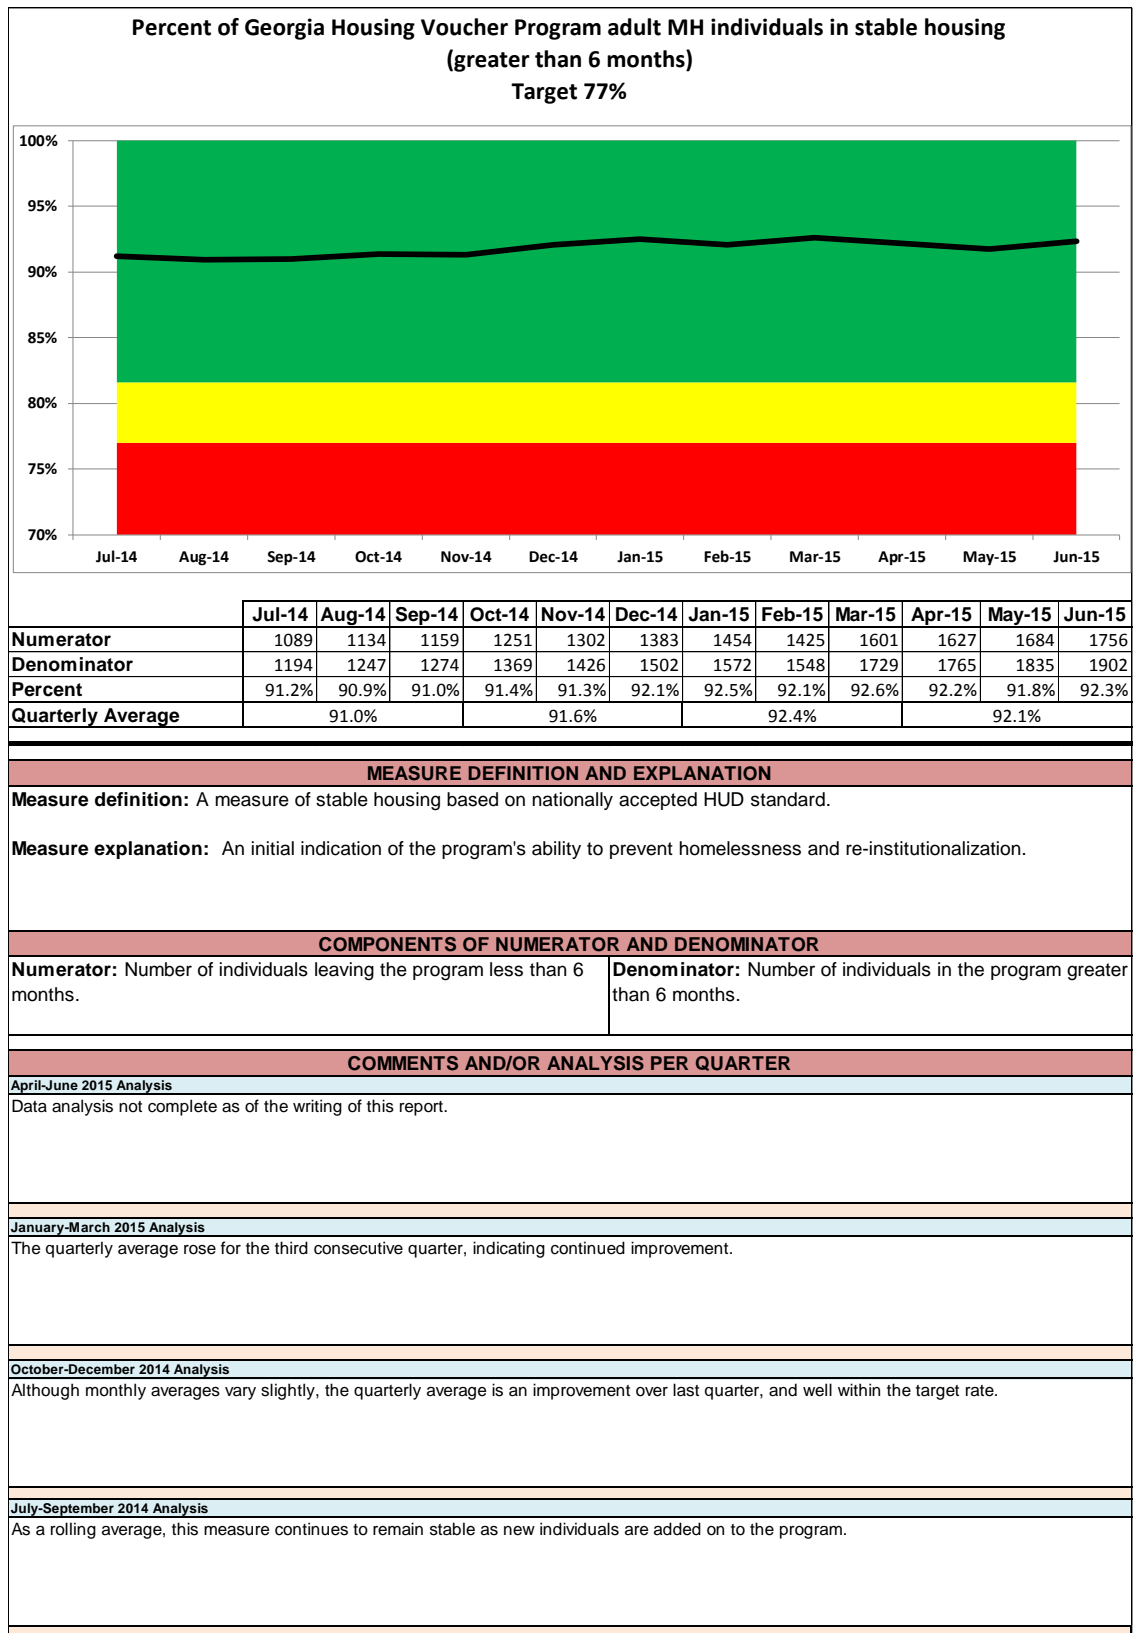 Percent of Georgia Housing Voucher Program adult MH individuals in stable housing
(greater than 6 months)
Target 77%
100%
95%
90%
85%
80%
75%
70%
Jul-14 Aug-14 Sep-14 Oct-14 Nov-14 Dec-14 Jan-15 Feb-15 Mar-15 Apr-15 May-15 Jun-15
Jul-14 Aug-14 Sep-14 Oct-14 Nov-14 Dec-14 Jan-15 Feb-15 Mar-15 Apr-15 May-15 Jun-15
Numerator 1089 1134 1159 1251 1302 1383 1454 1425 1601 1627 1684 1756
Denominator 1194 1247 1274 1369 1426 1502 1572 1548 1729 1765 1835 1902
Percent 91.2% 90.9% 91.0% 91.4% 91.3% 92.1% 92.5% 92.1% 92.6% 92.2% 91.8% 92.3%
Quarterly Average 91.0% 91.6% 92.4% 92.1%
MEASURE DEFINITION AND EXPLANATION
Measure definition: A measure of stable housing based on nationally accepted HUD standard.
Measure explanation: An initial indication of the program's ability to prevent homelessness and re-institutionalization.
COMPONENTS OF NUMERATOR AND DENOMINATOR
Numerator: Number of individuals leaving the program less than 6
months.
Denominator: Number of individuals in the program greater
than 6 months.
COMMENTS AND/OR ANALYSIS PER QUARTER
April-June 2015 Analysis
Data analysis not complete as of the writing of this report.
January-March 2015 Analysis
The quarterly average rose for the third consecutive quarter, indicating continued improvement.
October-December 2014 Analysis
Although monthly averages vary slightly, the quarterly average is an improvement over last quarter, and well within the target rate.
July-September 2014 Analysis
As a rolling average, this measure continues to remain stable as new individuals are added on to the program.